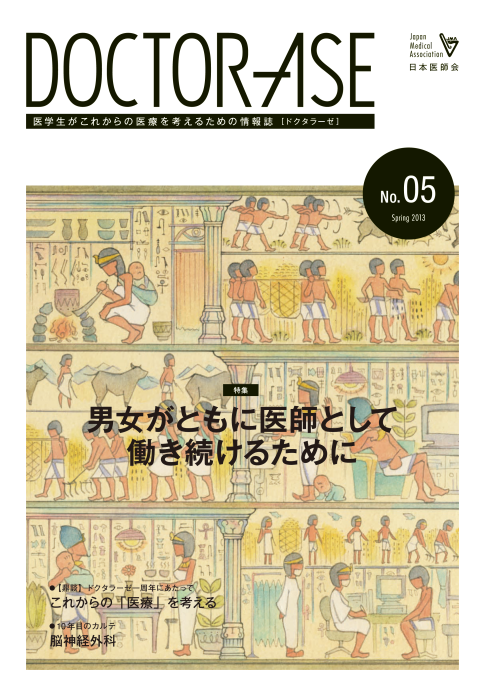 DOCTOR-ASE
Japan
Medical
Association
JMA
日本医師会
医学生がこれからの医療を考えるための情報誌 [ドクタラーゼ]
No. 05
Spring 2013
特集
男女がともに医師として
働き続けるために
●【鼎談】ドクタラーゼ一周年にあたって
これからの「医療」を考える
●10年目のカルテ
脳神経外科